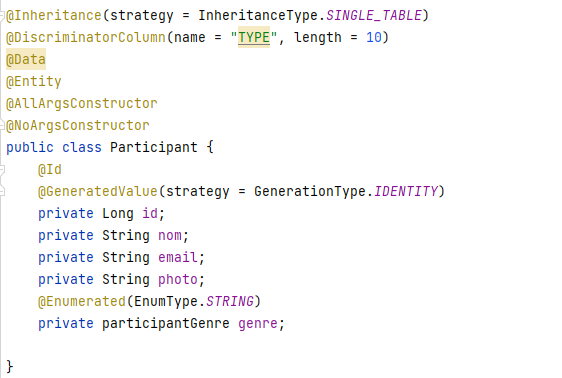 @Inheritance(strategy = InheritanceType.SINGLE_TABLE)
@DiscriminatorColumn(name = "TYPE", length = 10)
@Data
@Entity
@AllArgsConstructor
@NoArgsConstructor
public class Participant {
    @Id
    @GeneratedValue(strategy = GenerationType.IDENTITY)
    private Long id;
    private String nom;
    private String email;
    private String photo;
    @Enumerated(EnumType.STRING)
    private participantGenre genre;
}